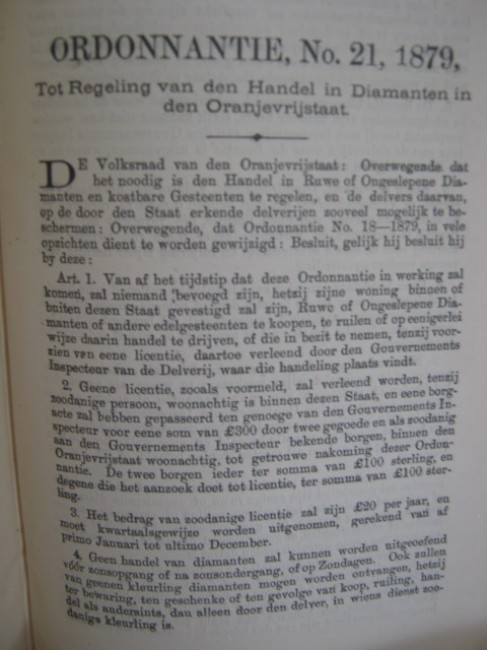 ORDONNANTIE, No. 21, 1879,
Tot Regeling van den Handel in Diamanten in
den Oranjevrijstaat.
DE Volksraad van den Oranjevrijstaat: Overwegende dat
het noodig is den Handel in Ruwe of Ongeslepene Dia-
manten en kostbare Gesteenten te regelen, en de delvers daarvan,
op de door den Staat erkende delverijen zooveel mogelijk te be-
schermen: Overwegende, dat Ordonnantie No. 18—1879, in vele
opzichten dient te worden gewijzigd: Besluit, gelijk hij besluit hij
by deze:
Art. 1. Van af het tijdstip dat deze Ordonnantie in werking zal
komen, zal niemand bevoegd zijn, hetzij zijne woning binnen of
buiten dezen Staat gevestigd zal zijn, Ruwe of Ongeslepene Dia-
manten of andere edelgesteenten te koopen, te ruilen of op eenigerlei
wijze daarin handel te drijven, of die in bezit te nemen, tenzij voor-
zien van eene licentie, daartoe verleend door den Gouvernements
Inspecteur van de Delverij, waar die handeling plaats vindt.
2. Geene licentie, zooals voormeld, zal verleend worden, tenzij
zoodanige persoon, woonachtig is binnen dezen Staat, en eene borg-
acte zal hebben gepasseerd ten genoege van den Gouvernements In-
specteur voor eene som van £300 door twee gegoede en als zoodanig
aan den Gouvernements Inspecteur bekende borgen, binnen den
Oranjevrijstaat woonachtig, tot getrouwe nakoming dezer Ordon-
nantie. De twee borgen ieder ter somma van £100 sterling, en
degene die het aanzoek doet tot licentie, ter somma van £100 ster-
ling.
3. Het bedrag van zoodanige licentie zal zijn £20 per jaar, en
moet kwartaalsgewijze worden uitgenomen, gerekend van af
primo Januari tot ultimo December.
4. Geen handel van diamanten zal kunnen worden uitgeoefend
vóór zonsopgang of na zonsondergang, of op Zondagen. Ook zullen
van geenen kleurling diamanten mogen worden ontvangen, hetzij
ter bewaring, ten geschenke of ten gevolge van koop, ruiling, han-
del als anderzints, dan alleen door den delver, in wiens dienst zoo-
danige kleurling is.